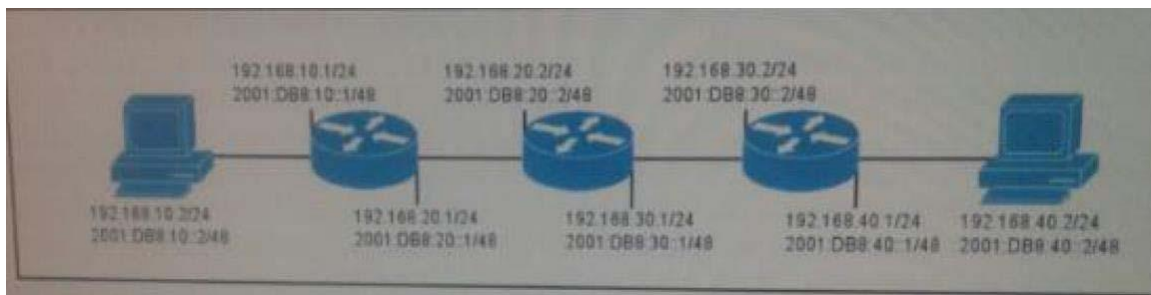 192.168.10.1/24
2001:DB8:10::1/48
192.168.20.2/24
2001:DB8:20::2/48
192.168.30.2/24
2001:DB8:30::2/48
192.168.10.2/24
2001:DB8:10::2/48
192.168.20.1/24
2001:DB8:20::1/48
192.168.30.1/24
2001:DB8:30::1/48
192.168.40.1/24
2001:DB8:40::1/48
192.168.40.2/24
2001:DB8:40::2/48